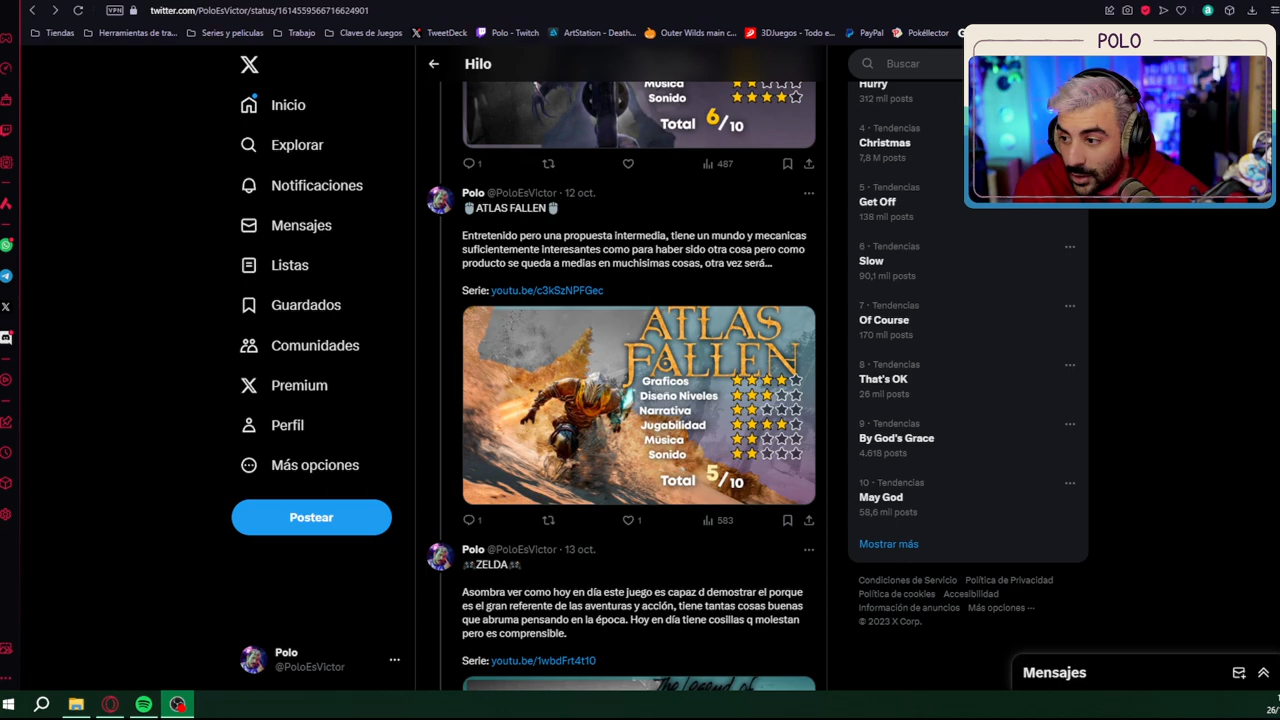 twitter.com/PoloEsVictor/status/1614559566716624901
VPN
Tiendas
Herramientas de tra...
Series y peliculas
Trabajo
Claves de Juegos
TweetDeck
Polo - Twitch
ArtStation - Death...
Outer Wilds main c...
3DJuegos - Todo e...
PayPal
Pokéllector
POLO
Inicio
Explorar
Notificaciones
Mensajes
Listas
Guardados
Comunidades
Premium
Perfil
Más opciones
Postear
Polo
@PoloEsVictor
Hilo
Música
Sonido
Total 6/10
1
487
Polo @PoloEsVictor · 12 oct.
ATLAS FALLEN
Entretenido pero una propuesta intermedia, tiene un mundo y mecanicas
suficientemente interesantes como para haber sido otra cosa pero como
producto se queda a medias en muchisimas cosas, otra vez será...
Serie: youtu.be/c3kSzNPFGec
ATLAS
FALLEN
Graficos
Diseño Niveles
Narrativa
Jugabilidad
Música
Sonido
Total 5/10
1
1
583
Polo @PoloEsVictor · 13 oct.
ZELDA
Asombra ver como hoy en día este juego es capaz d demostrar el porque
es el gran referente de las aventuras y acción, tiene tantas cosas buenas
que abruma pensando en la época. Hoy en día tiene cosillas q molestan
pero es comprensible.
Serie: youtu.be/1wbdFrt4t10
The Legend of
Buscar
Hurry
312 mil posts
4 · Tendencias
Christmas
7,8 M posts
5 · Tendencias
Get Off
138 mil posts
6 · Tendencias
Slow
90,1 mil posts
7 · Tendencias
Of Course
170 mil posts
8 · Tendencias
That's OK
26 mil posts
9 · Tendencias
By God's Grace
4.618 posts
10 · Tendencias
May God
58,6 mil posts
Mostrar más
Condiciones de Servicio Política de Privacidad
Política de cookies Accesibilidad
Información de anuncios Más opciones ···
© 2023 X Corp.
Mensajes
26/